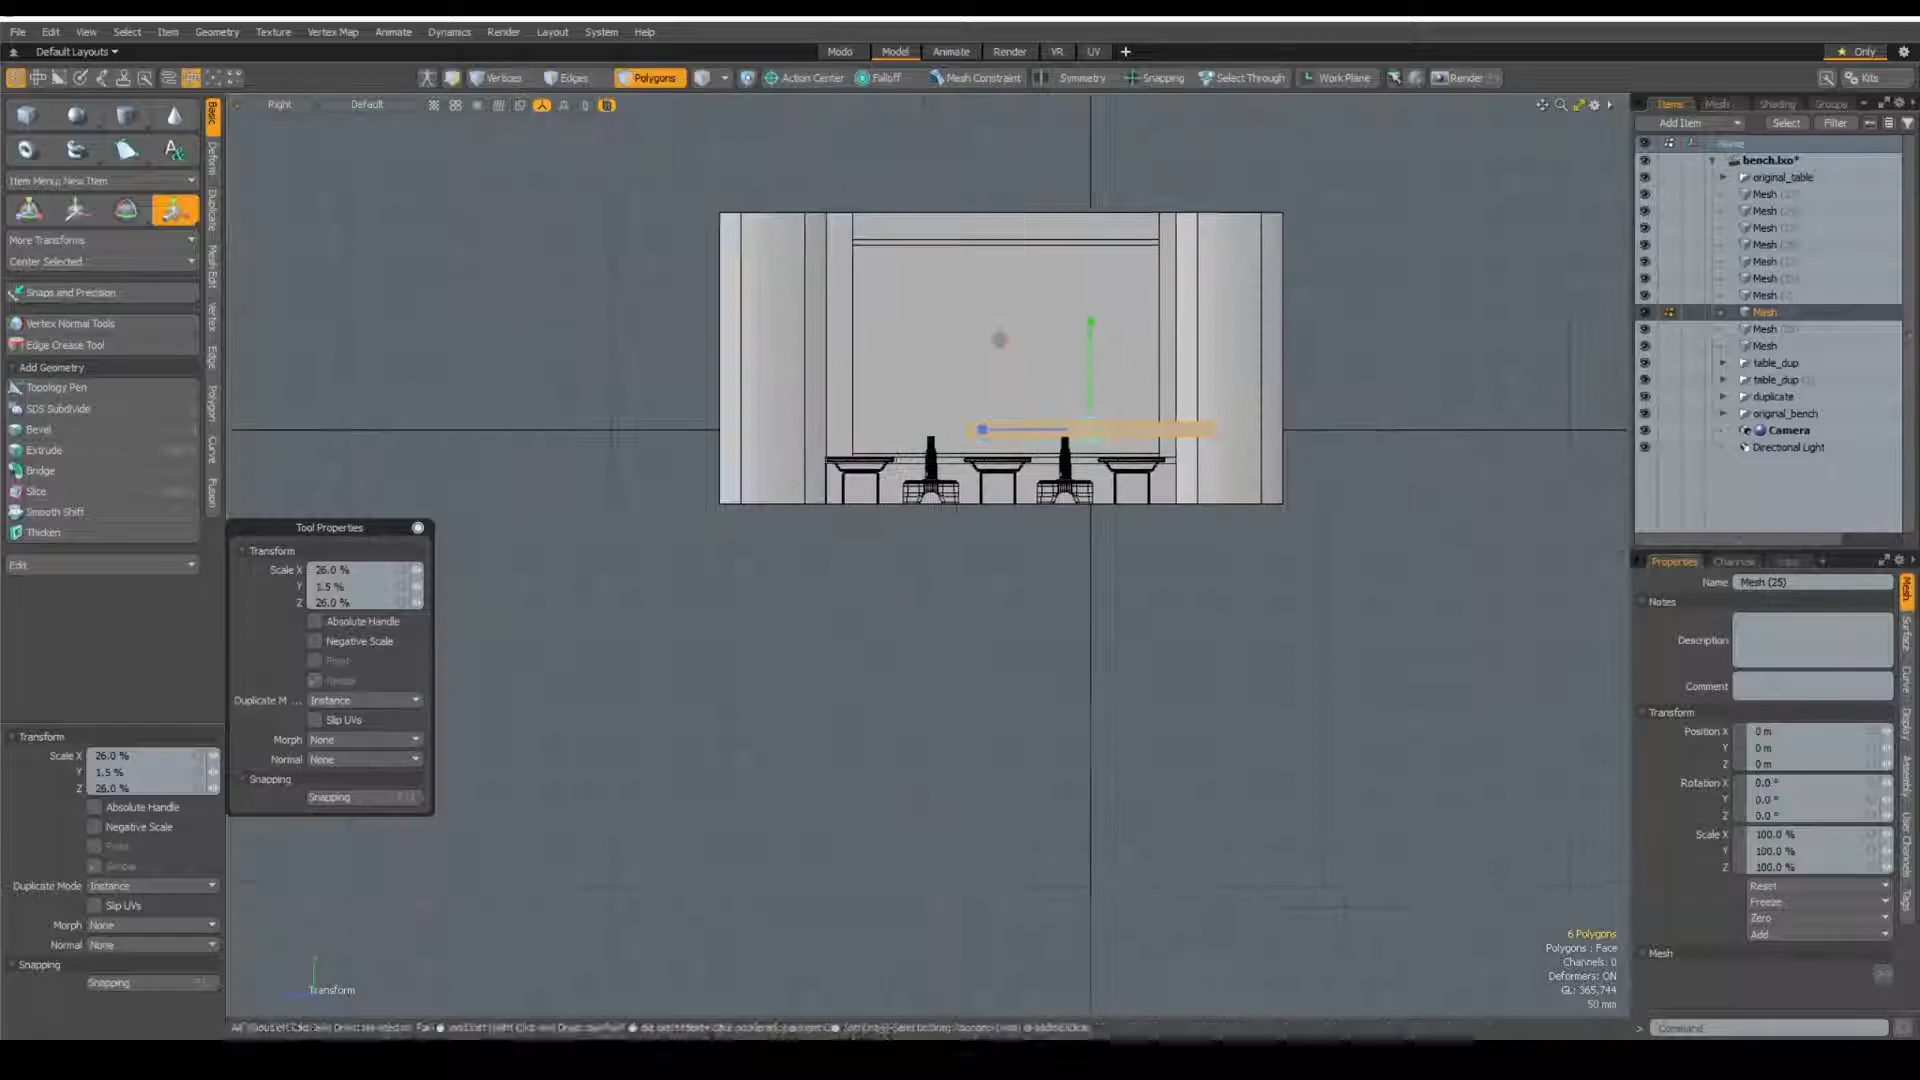 File Edit View Select Item Geometry Texture Vertex Map Animate Dynamics Render Layout System Help
Default Layouts
Modo Model Animate Render VR UV +
Only
Vertices Edges Polygons Action Center Falloff Mesh Constraint Symmetry Snapping Select Through Work Plane Render Kits
Right Default
Basic
Deform
Duplicate
Mesh Edit
Vertex
Edge
Polygon
Curve
Fusion
Item Menu: New Item
More Transforms
Center Selected
Snaps and Precision
Vertex Normal Tools
Edge Crease Tool
Add Geometry
Topology Pen
SDS Subdivide
Bevel
Extrude
Bridge
Slice
Smooth Shift
Thicken
Edit
Transform
Scale X 26.0 %
Y 1.5 %
Z 26.0 %
Absolute Handle
Negative Scale
Duplicate Mode Instance
Slip UVs
Morph None
Normal None
Snapping
Snapping
Tool Properties
Transform
Scale X 26.0 %
Y 1.5 %
Z 26.0 %
Absolute Handle
Negative Scale
Duplicate M ... Instance
Slip UVs
Morph None
Normal None
Snapping
Snapping
Transform
6 Polygons
Polygons : Face
Channels: 0
Deformers: ON
GL: 365,744
50 mm
Items Mesh ... Shading Groups
Add Item Select Filter
Name
bench.lxo*
original_table
Mesh
Mesh
Mesh
Mesh
Mesh
Mesh
Mesh
Mesh
Mesh
Mesh
table_dup
table_dup
duplicate
original_bench
Camera
Directional Light
Properties Channels
Name Mesh (25)
Notes
Description
Comment
Transform
Position X 0 m
Y 0 m
Z 0 m
Rotation X 0.0 °
Y 0.0 °
Z 0.0 °
Scale X 100.0 %
Y 100.0 %
Z 100.0 %
Reset
Freeze
Zero
Add
Mesh
Mesh
Surface
Curve
Display
Assembly
User Channels
Tags
Command